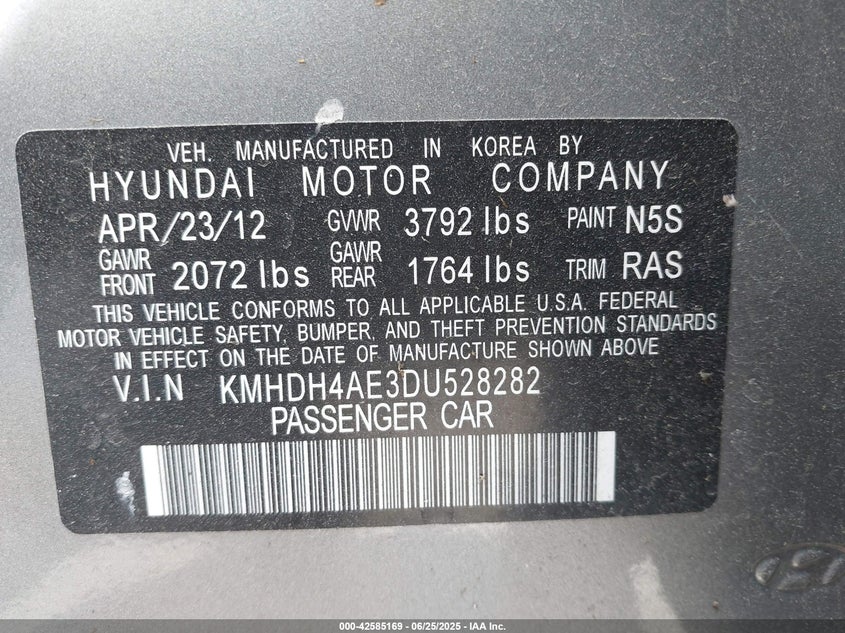 VEH. MANUFACTURED IN KOREA BY
HYUNDAI MOTOR COMPANY
APR/23/12 GVWR 3792 lbs PAINT N5S
GAWR FRONT 2072 lbs GAWR REAR 1764 lbs TRIM RAS
THIS VEHICLE CONFORMS TO ALL APPLICABLE U.S.A. FEDERAL
MOTOR VEHICLE SAFETY, BUMPER, AND THEFT PREVENTION STANDARDS
IN EFFECT ON THE DATE OF MANUFACTURE SHOWN ABOVE
V.I.N KMHDH4AE3DU528282
PASSENGER CAR
000-42585169 - 06/25/2025 - IAA Inc.